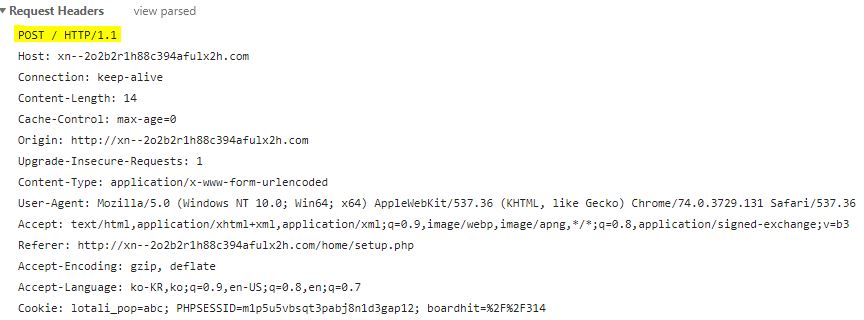 Request Headers view parsed
POST / HTTP/1.1
Host: xn--2o2b2r1h88c394afulx2h.com
Connection: keep-alive
Content-Length: 14
Cache-Control: max-age=0
Origin: http://xn--2o2b2r1h88c394afulx2h.com
Upgrade-Insecure-Requests: 1
Content-Type: application/x-www-form-urlencoded
User-Agent: Mozilla/5.0 (Windows NT 10.0; Win64; x64) AppleWebKit/537.36 (KHTML, like Gecko) Chrome/74.0.3729.131 Safari/537.36
Accept: text/html,application/xhtml+xml,application/xml;q=0.9,image/webp,image/apng,*/*;q=0.8,application/signed-exchange;v=b3
Referer: http://xn--2o2b2r1h88c394afulx2h.com/home/setup.php
Accept-Encoding: gzip, deflate
Accept-Language: ko-KR,ko;q=0.9,en-US;q=0.8,en;q=0.7
Cookie: lotali_pop=abc; PHPSESSID=m1p5u5vbsqt3pabj8n1d3gap12; boardhit=%2F%2F314